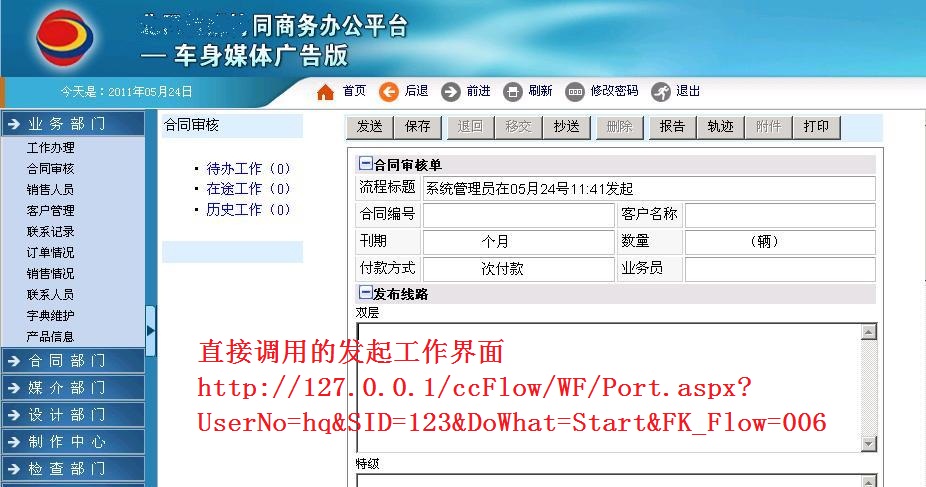 同商务办公平台
— 车身媒体广告版
今天是：2011年05月24日
首页 后退 前进 刷新 修改密码 退出
业务部门
工作办理
合同审核
销售人员
客户管理
联系记录
订单情况
销售情况
联系人员
字典维护
产品信息
合同部门
媒介部门
设计部门
制作中心
检查部门
合同审核
· 待办工作（0）
· 在途工作（0）
· 历史工作（0）
发送 保存 退回 移交 抄送 删除 报告 轨迹 附件 打印
合同审核单
流程标题 系统管理员在05月24号11:41发起
合同编号 客户名称
刊期 个月 数量 （辆）
付款方式 次付款 业务员
发布线路
双层
直接调用的发起工作界面
http://127.0.0.1/ccFlow/WF/Port.aspx?
UserNo=hq&SID=123&DoWhat=Start&FK_Flow=006
特级